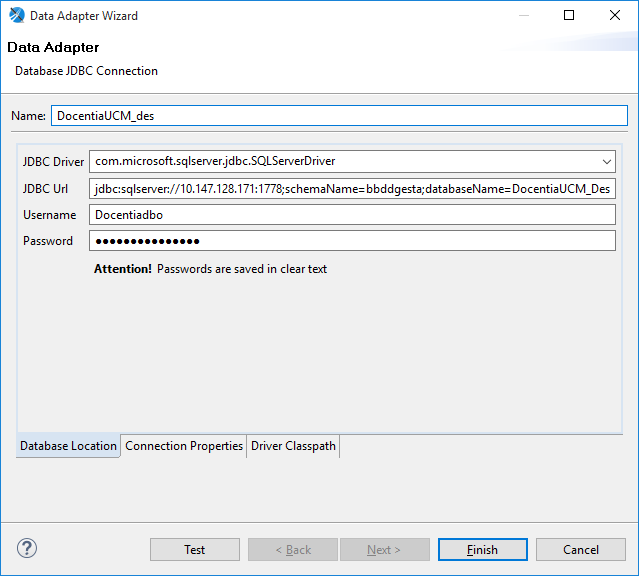 Data Adapter Wizard
Data Adapter
Database JDBC Connection
Name: DocentiaUCM_des
JDBC Driver com.microsoft.sqlserver.jdbc.SQLServerDriver
JDBC Url jdbc:sqlserver://10.147.128.171:1778;schemaName=bbddgesta;databaseName=DocentiaUCM_Des
Username Docentiadbo
Password ●●●●●●●●●●●●●●●
Attention! Passwords are saved in clear text
Database Location Connection Properties Driver Classpath
? Test < Back Next > Finish Cancel